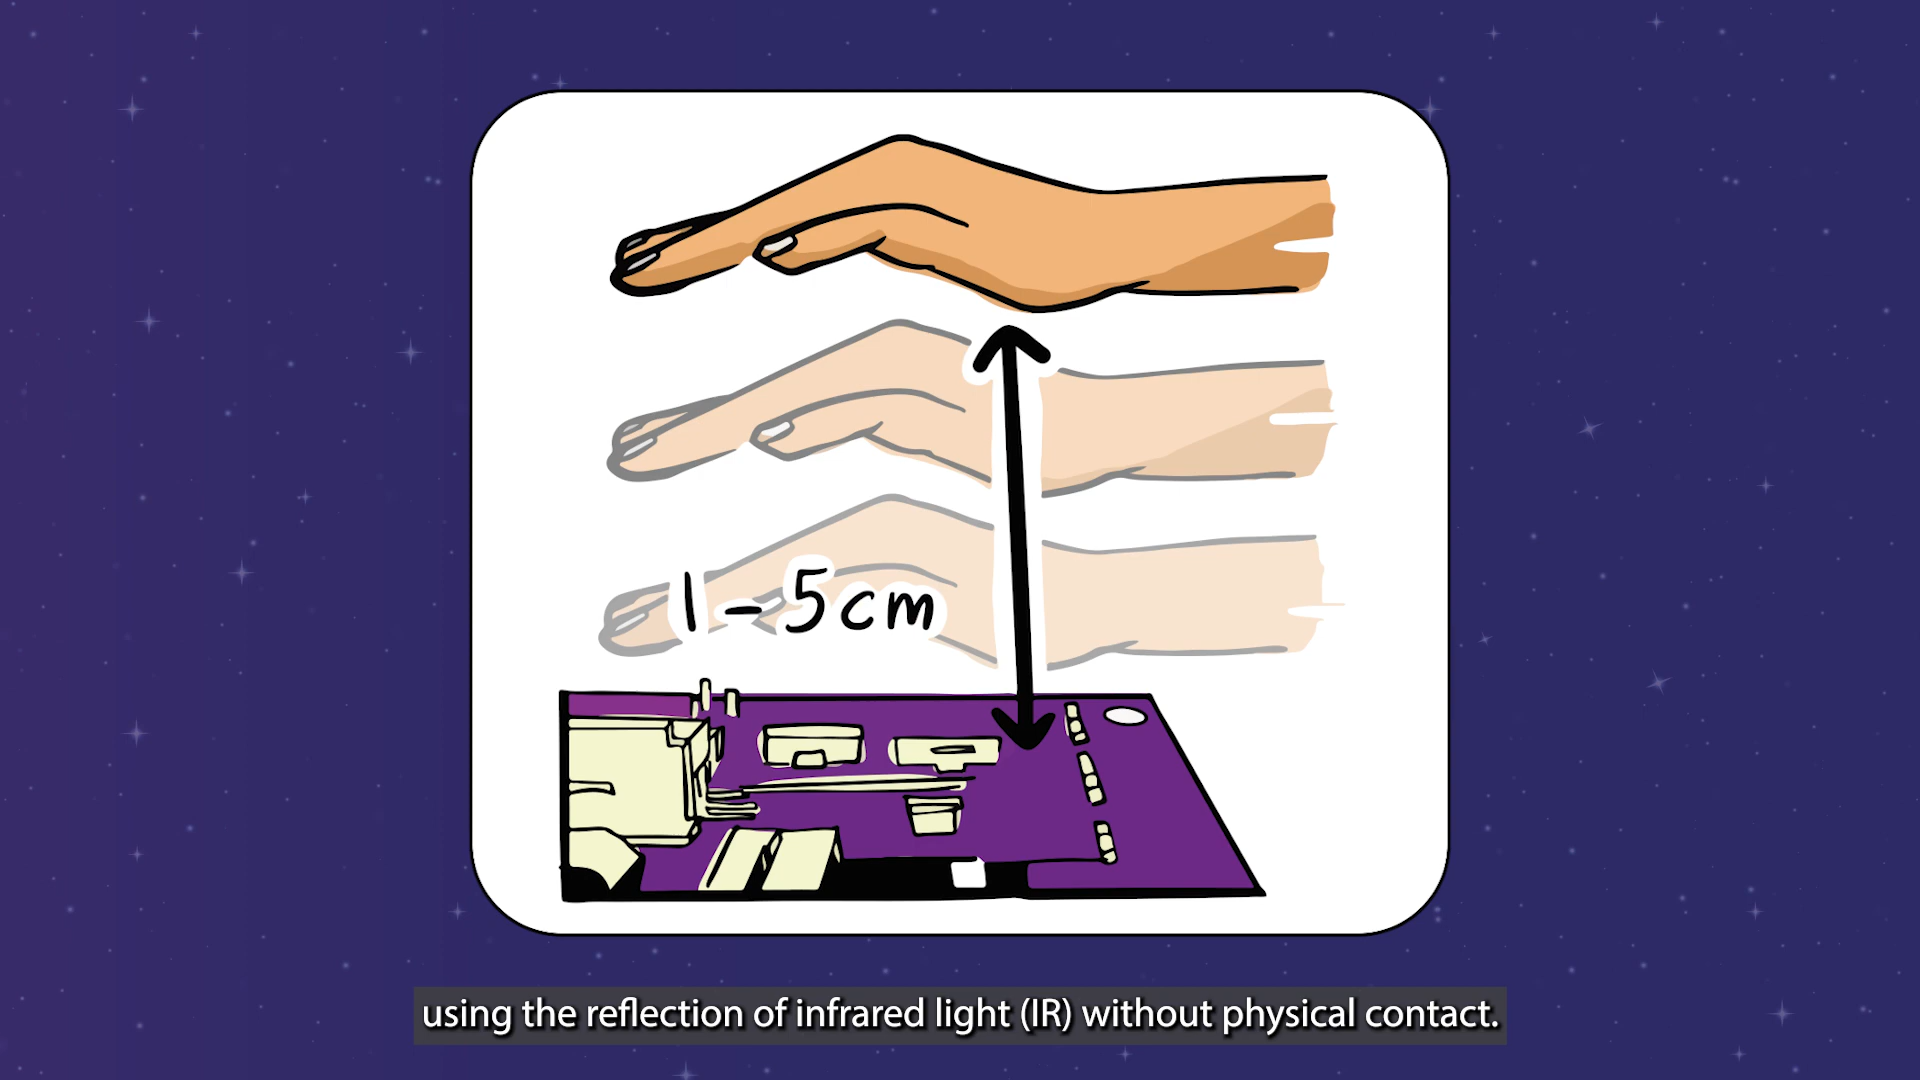 1 - 5cm
using the reflection of infrared light (IR) without physical contact.